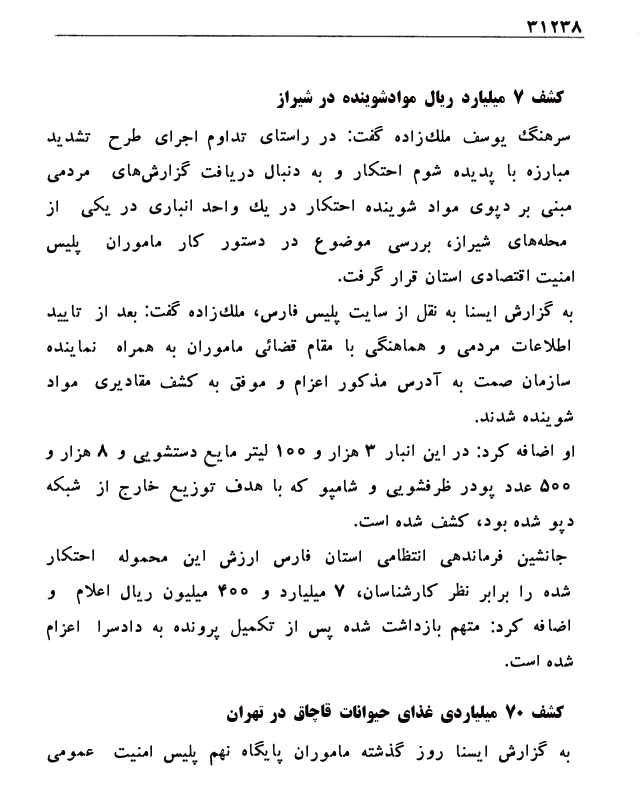 ۳۱۲۳۸
کشف ۷ میلیارد ریال موادشوینده در شیراز
سرهنگ یوسف ملك‌زاده گفت: در راستای تداوم اجرای طرح تشدید
مبارزه با پدیده شوم احتکار و به دنبال دریافت گزارش‌های مردمی
مبنی بر دپوی مواد شوینده احتکار در یك واحد انباری در یکی از
محله‌های شیراز، بررسی موضوع در دستور کار ماموران پلیس
امنیت اقتصادی استان قرار گرفت.
به گزارش ایسنا به نقل از سایت پلیس فارس، ملك‌زاده گفت: بعد از تایید
اطلاعات مردمی و هماهنگی با مقام قضائی ماموران به همراه نماینده
سازمان صمت به آدرس مذکور اعزام و موفق به کشف مقادیری مواد
شوینده شدند.
او اضافه کرد: در این انبار ۳ هزار و ۱۰۰ لیتر مایع دستشویی و ۸ هزار و
۵۰۰ عدد پودر ظرفشویی و شامپو که با هدف توزیع خارج از شبکه
دپو شده بود، کشف شده است.
جانشین فرماندهی انتظامی استان فارس ارزش این محموله احتکار
شده را برابر نظر کارشناسان، ۷ میلیارد و ۴۰۰ میلیون ریال اعلام و
اضافه کرد: متهم بازداشت شده پس از تکمیل پرونده به دادسرا اعزام
شده است.
کشف ۷۰ میلیاردی غذای حیوانات قاچاق در تهران
به گزارش ایسنا روز گذشته ماموران پایگاه نهم پلیس امنیت عمومی